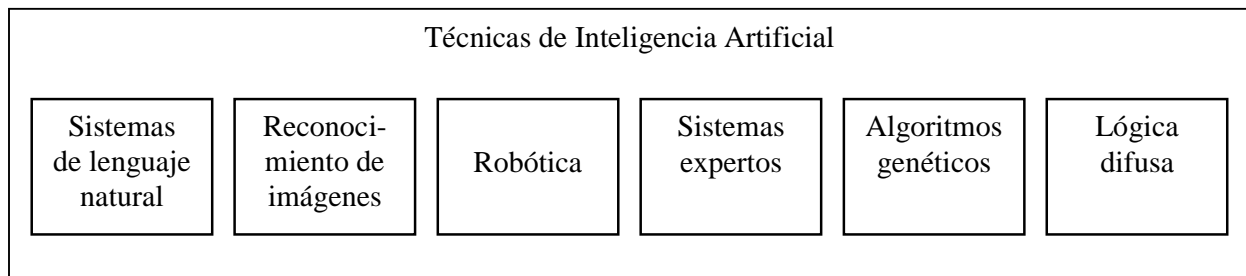 Técnicas de Inteligencia Artificial
Sistemas
de lenguaje
natural
Reconoci-
miento de
imágenes
Robótica
Sistemas
expertos
Algoritmos
genéticos
Lógica
difusa